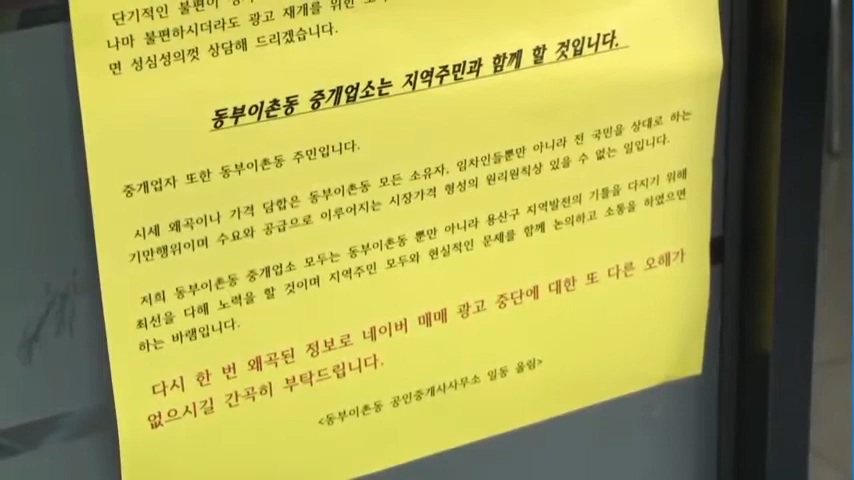 단기적인 불편이
나마 불편하시더라도 광고 재개를 위한
면 성심성의껏 상담해 드리겠습니다.
동부이촌동 중개업소는 지역주민과 함께 할 것입니다.
중개업자 또한 동부이촌동 주민입니다.
시세 왜곡이나 가격 담합은 동부이촌동 모든 소유자, 임차인들뿐만 아니라 전 국민을 상대로 하는
기만행위이며 수요와 공급으로 이루어지는 시장가격 형성의 원리원칙상 있을 수 없는 일입니다.
저희 동부이촌동 중개업소 모두는 동부이촌동 뿐만 아니라 용산구 지역발전의 기틀을 다지기 위해
최선을 다해 노력을 할 것이며 지역주민 모두와 현실적인 문제를 함께 논의하고 소통을 하였으면
하는 바램입니다.
다시 한 번 왜곡된 정보로 네이버 매매 광고 중단에 대한 또 다른 오해가
없으시길 간곡히 부탁드립니다.
<동부이촌동 공인중개사사무소 일동 올림>